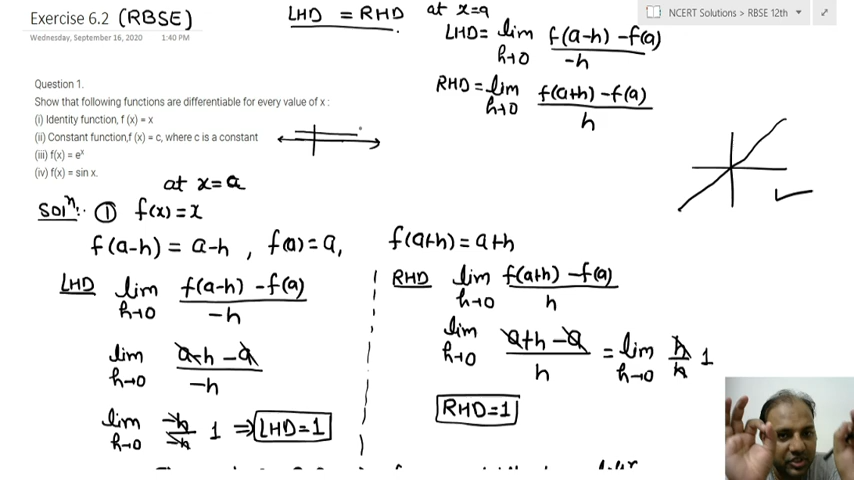 NCERT Solutions > RBSE 12th
Exercise 6.2 (RBSE)
Wednesday, September 16, 2020 1:40 PM
LHD = RHD at x=a
LHD= lim h→0 f(a-h) -f(a) / -h
RHD = lim h→0 f(a+h) -f(a) / h
Question 1.
Show that following functions are differentiable for every value of x :
(i) Identity function, f (x) = x
(ii) Constant function,f (x) = c, where c is a constant
(iii) f(x) = eˣ
(iv) f(x) = sin x.
at x=a
Solⁿ:- ① f(x) = x
f(a-h) = a-h , f(a) = a, f(a+h) = a+h
LHD lim h→0 f(a-h) -f(a) / -h
lim h→0 a-h -a / -h
lim h→0 -h / -h 1 ⇒ LHD=1
RHD lim h→0 f(a+h) -f(a) / h
lim h→0 a+h -a / h = lim h→0 h / h 1
RHD=1